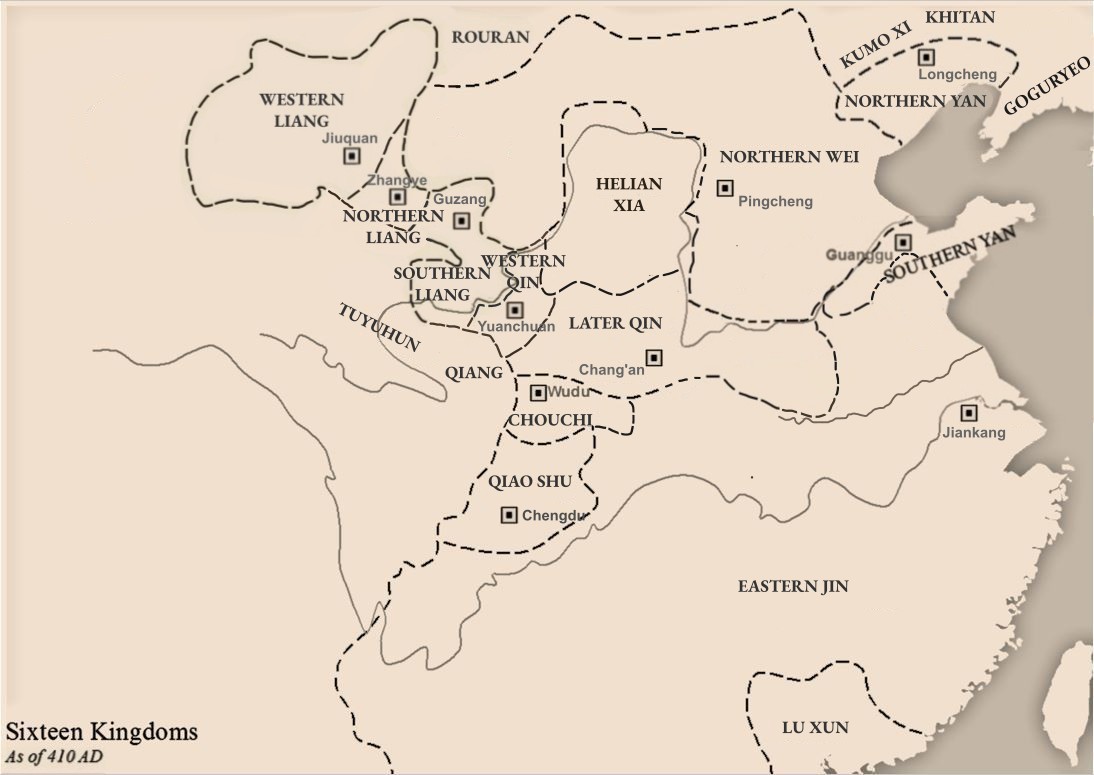 KHITAN
ROURAN
KUMO XI
Longcheng
GOGURYEO
NORTHERN YAN
WESTERN
LIANG
Jiuquan
NORTHERN WEI
Zhangye
HELIAN
XIA
Guzang
Pingcheng
NORTHERN
LIANG
Guanggu
SOUTHERN YAN
WESTERN
QIN
SOUTHERN
LIANG
TUYUHUN
Yuanchuan
LATER QIN
Chang'an
QIANG
Wudu
CHOUCHI
Jiankang
QIAO SHU
Chengdu
EASTERN JIN
LU XUN
Sixteen Kingdoms
As of 410 AD